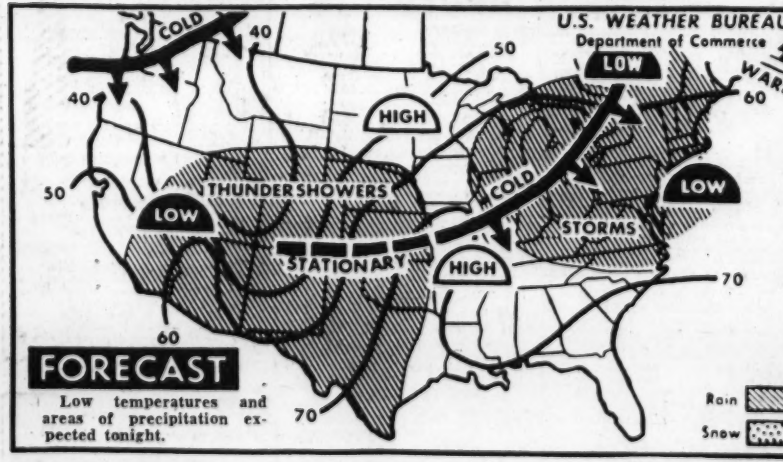 U.S. WEATHER BUREAU
Department of Commerce
COLD
40
50
LOW
WAR
60
40
HIGH
50
THUNDERSHOWERS
COLD
LOW
LOW
STORMS
STATIONARY
HIGH
70
60
FORECAST
Low temperatures and
areas of precipitation ex-
pected tonight.
70
Rain
Snow